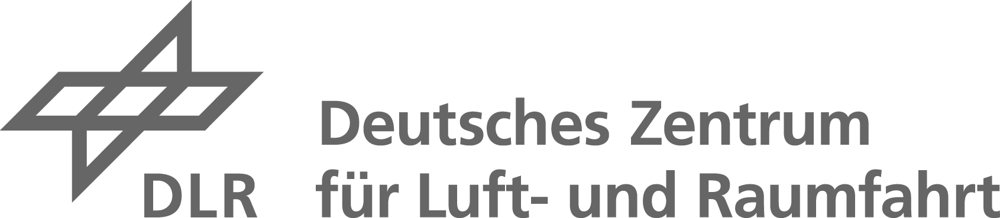 Deutsches Zentrum
DLR für Luft- und Raumfahrt